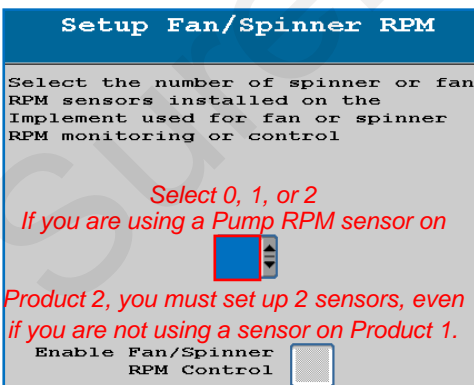 Setup Fan/Spinner RPM
Select the number of spinner or fan
RPM sensors installed on the
Implement used for fan or spinner
RPM monitoring or control
Select 0, 1, or 2
If you are using a Pump RPM sensor on
Product 2, you must set up 2 sensors, even
if you are not using a sensor on Product 1.
Enable Fan/Spinner
RPM Control